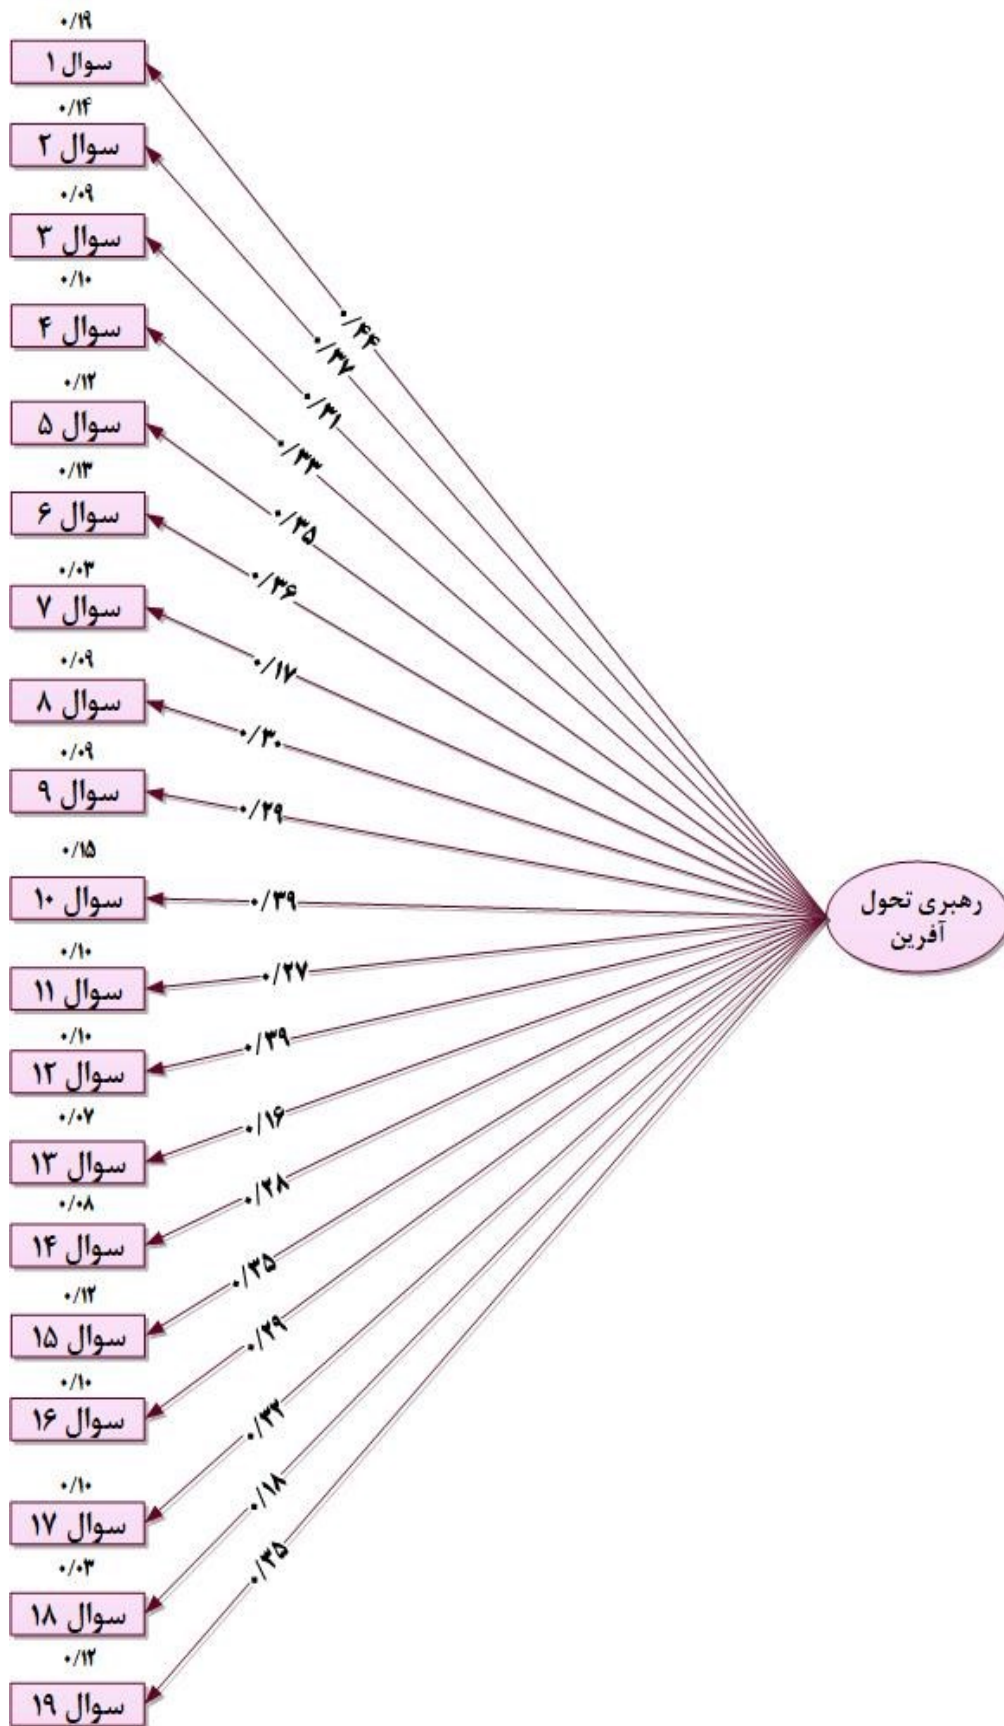 ۰/۱۹
سوال ۱
۰/۱۴
سوال ۲
۰/۰۹
سوال ۳
۰/۱۰
سوال ۴
۰/۱۲
سوال ۵
۰/۱۳
سوال ۶
۰/۰۳
سوال ۷
۰/۰۹
سوال ۸
۰/۰۹
سوال ۹
۰/۱۵
سوال ۱۰
۰/۱۰
سوال ۱۱
۰/۱۰
سوال ۱۲
۰/۰۷
سوال ۱۳
۰/۰۸
سوال ۱۴
۰/۱۲
سوال ۱۵
۰/۱۰
سوال ۱۶
۰/۱۰
سوال ۱۷
۰/۰۳
سوال ۱۸
۰/۱۲
سوال ۱۹
۰/۴۴
۰/۳۷
۰/۳۱
۰/۳۳
۰/۳۵
۰/۳۶
۰/۱۷
۰/۳۰
۰/۲۹
۰/۳۹
۰/۲۷
۰/۳۹
۰/۱۶
۰/۲۸
۰/۳۵
۰/۲۹
۰/۳۲
۰/۱۸
۰/۳۵
رهبری تحول
آفرین